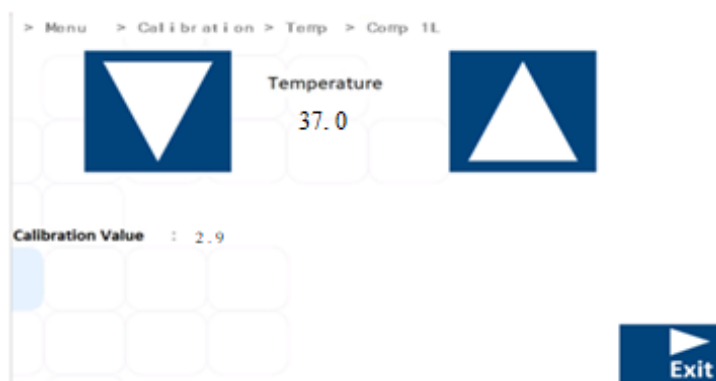 > Menu > Calibration > Temp > Comp 1L
Temperature
37.0
Calibration Value : 2.9
Exit